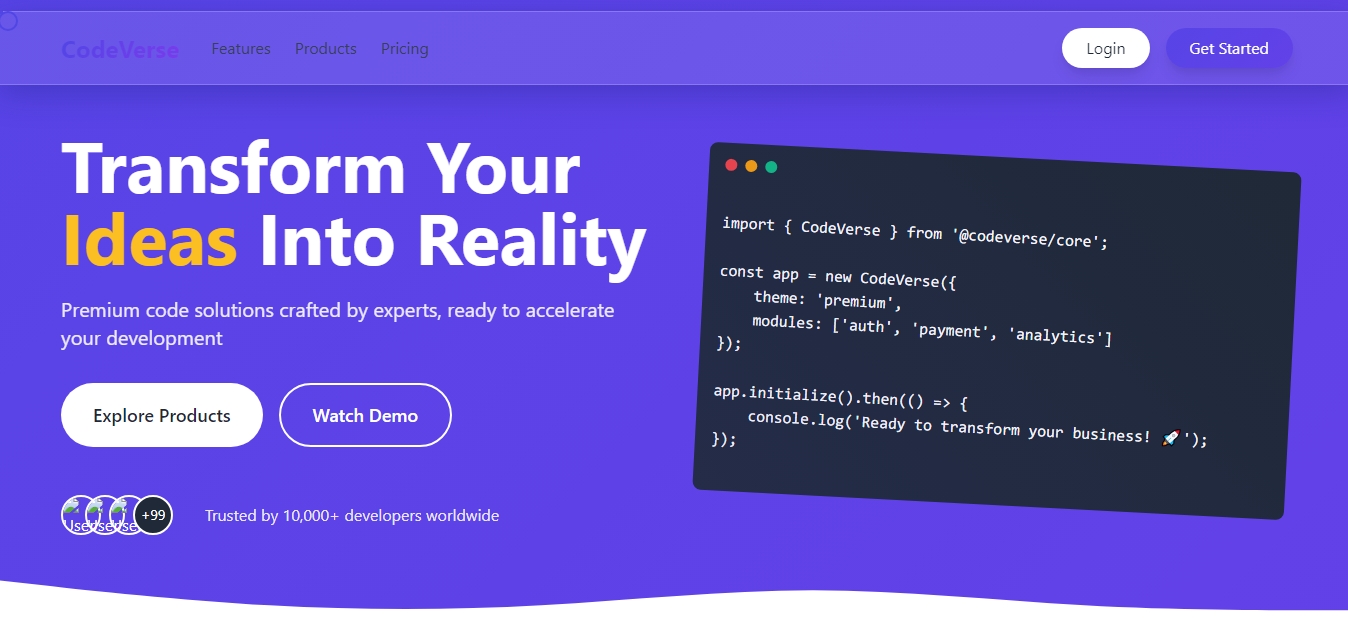 CodeVerse
Features
Products
Pricing
Login
Get Started
Transform Your
Ideas Into Reality
Premium code solutions crafted by experts, ready to accelerate
your development
Explore Products
Watch Demo
+99
Trusted by 10,000+ developers worldwide
import { CodeVerse } from '@codeverse/core';
const app = new CodeVerse({
    theme: 'premium',
    modules: ['auth', 'payment', 'analytics']
});
app.initialize().then(() => {
    console.log('Ready to transform your business! 🚀');
});